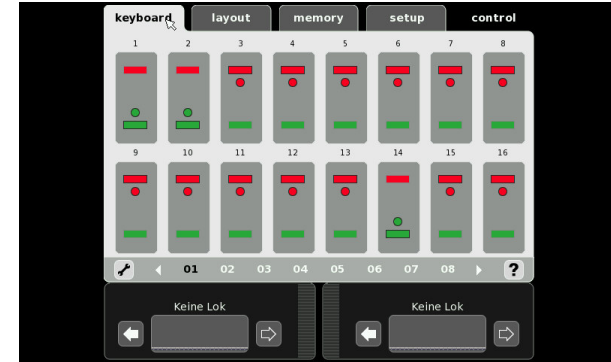 keyboard layout memory setup control
1 2 3 4 5 6 7 8
9 10 11 12 13 14 15 16
01 02 03 04 05 06 07 08 ?
Keine Lok Keine Lok